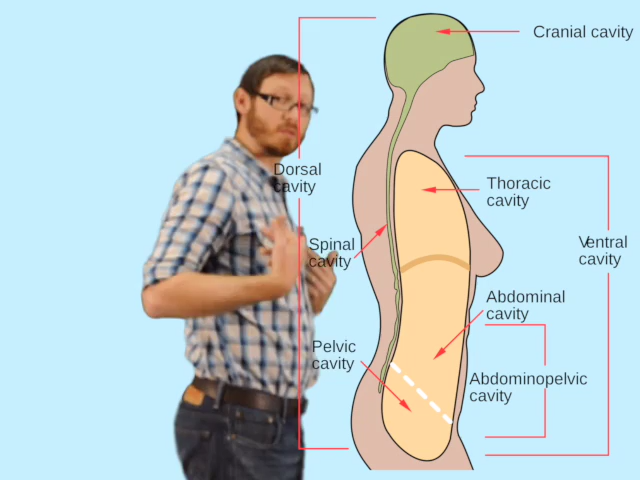 Cranial cavity
Dorsal
cavity
Thoracic
cavity
Spinal
cavity
Ventral
cavity
Abdominal
cavity
Pelvic
cavity
Abdominopelvic
cavity